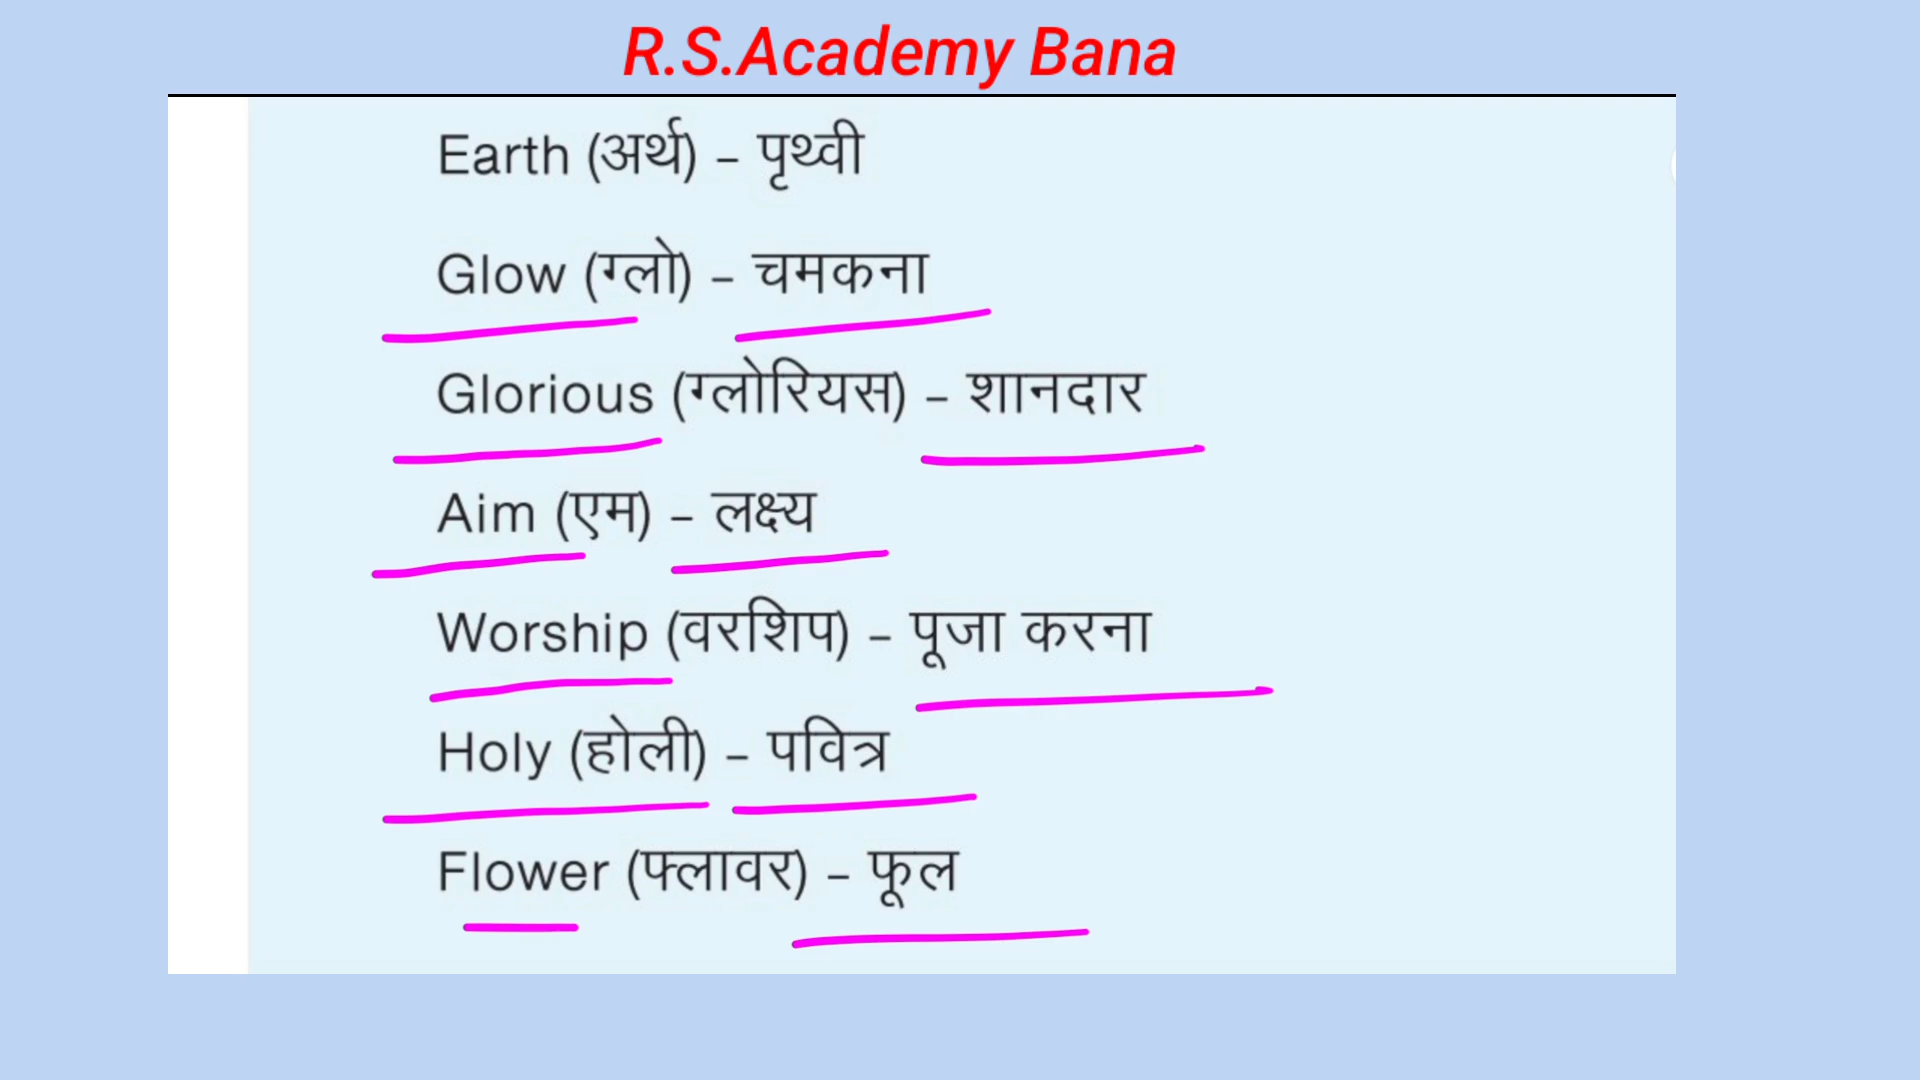 R.S.Academy Bana
Earth (अर्थ) – पृथ्वी
Glow (ग्लो) – चमकना
Glorious (ग्लोरियस) – शानदार
Aim (एम) – लक्ष्य
Worship (वरशिप) – पूजा करना
Holy (होली) – पवित्र
Flower (फ्लावर) – फूल